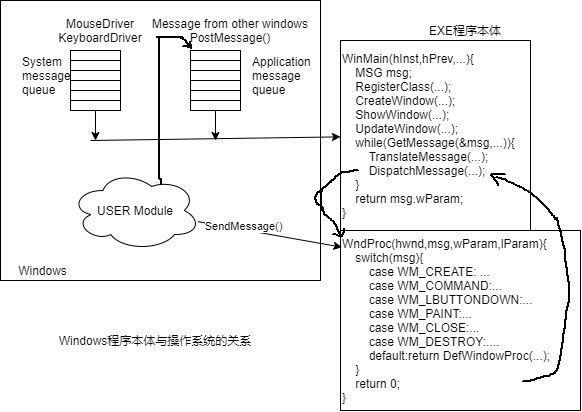 MouseDriver
KeyboardDriver
Message from other windows
PostMessage()
EXE程序本体
System
message
queue
Application
message
queue
WinMain(hInst,hPrev,...){
MSG msg;
RegisterClass(...);
CreateWindow(...);
ShowWindow(...);
UpdateWindow(...);
while(GetMessage(&msg,...)){
TranslateMessage(...);
DispatchMessage(...);
}
return msg.wParam;
}
USER Module
SendMessage()
WndProc(hwnd,msg,wParam,lParam){
switch(msg){
case WM_CREATE: ...
case WM_COMMAND:...
case WM_LBUTTONDOWN:...
case WM_PAINT:...
case WM_CLOSE:...
case WM_DESTROY:...
default:return DefWindowProc(...);
}
return 0;
}
Windows
Windows程序本体与操作系统的关系